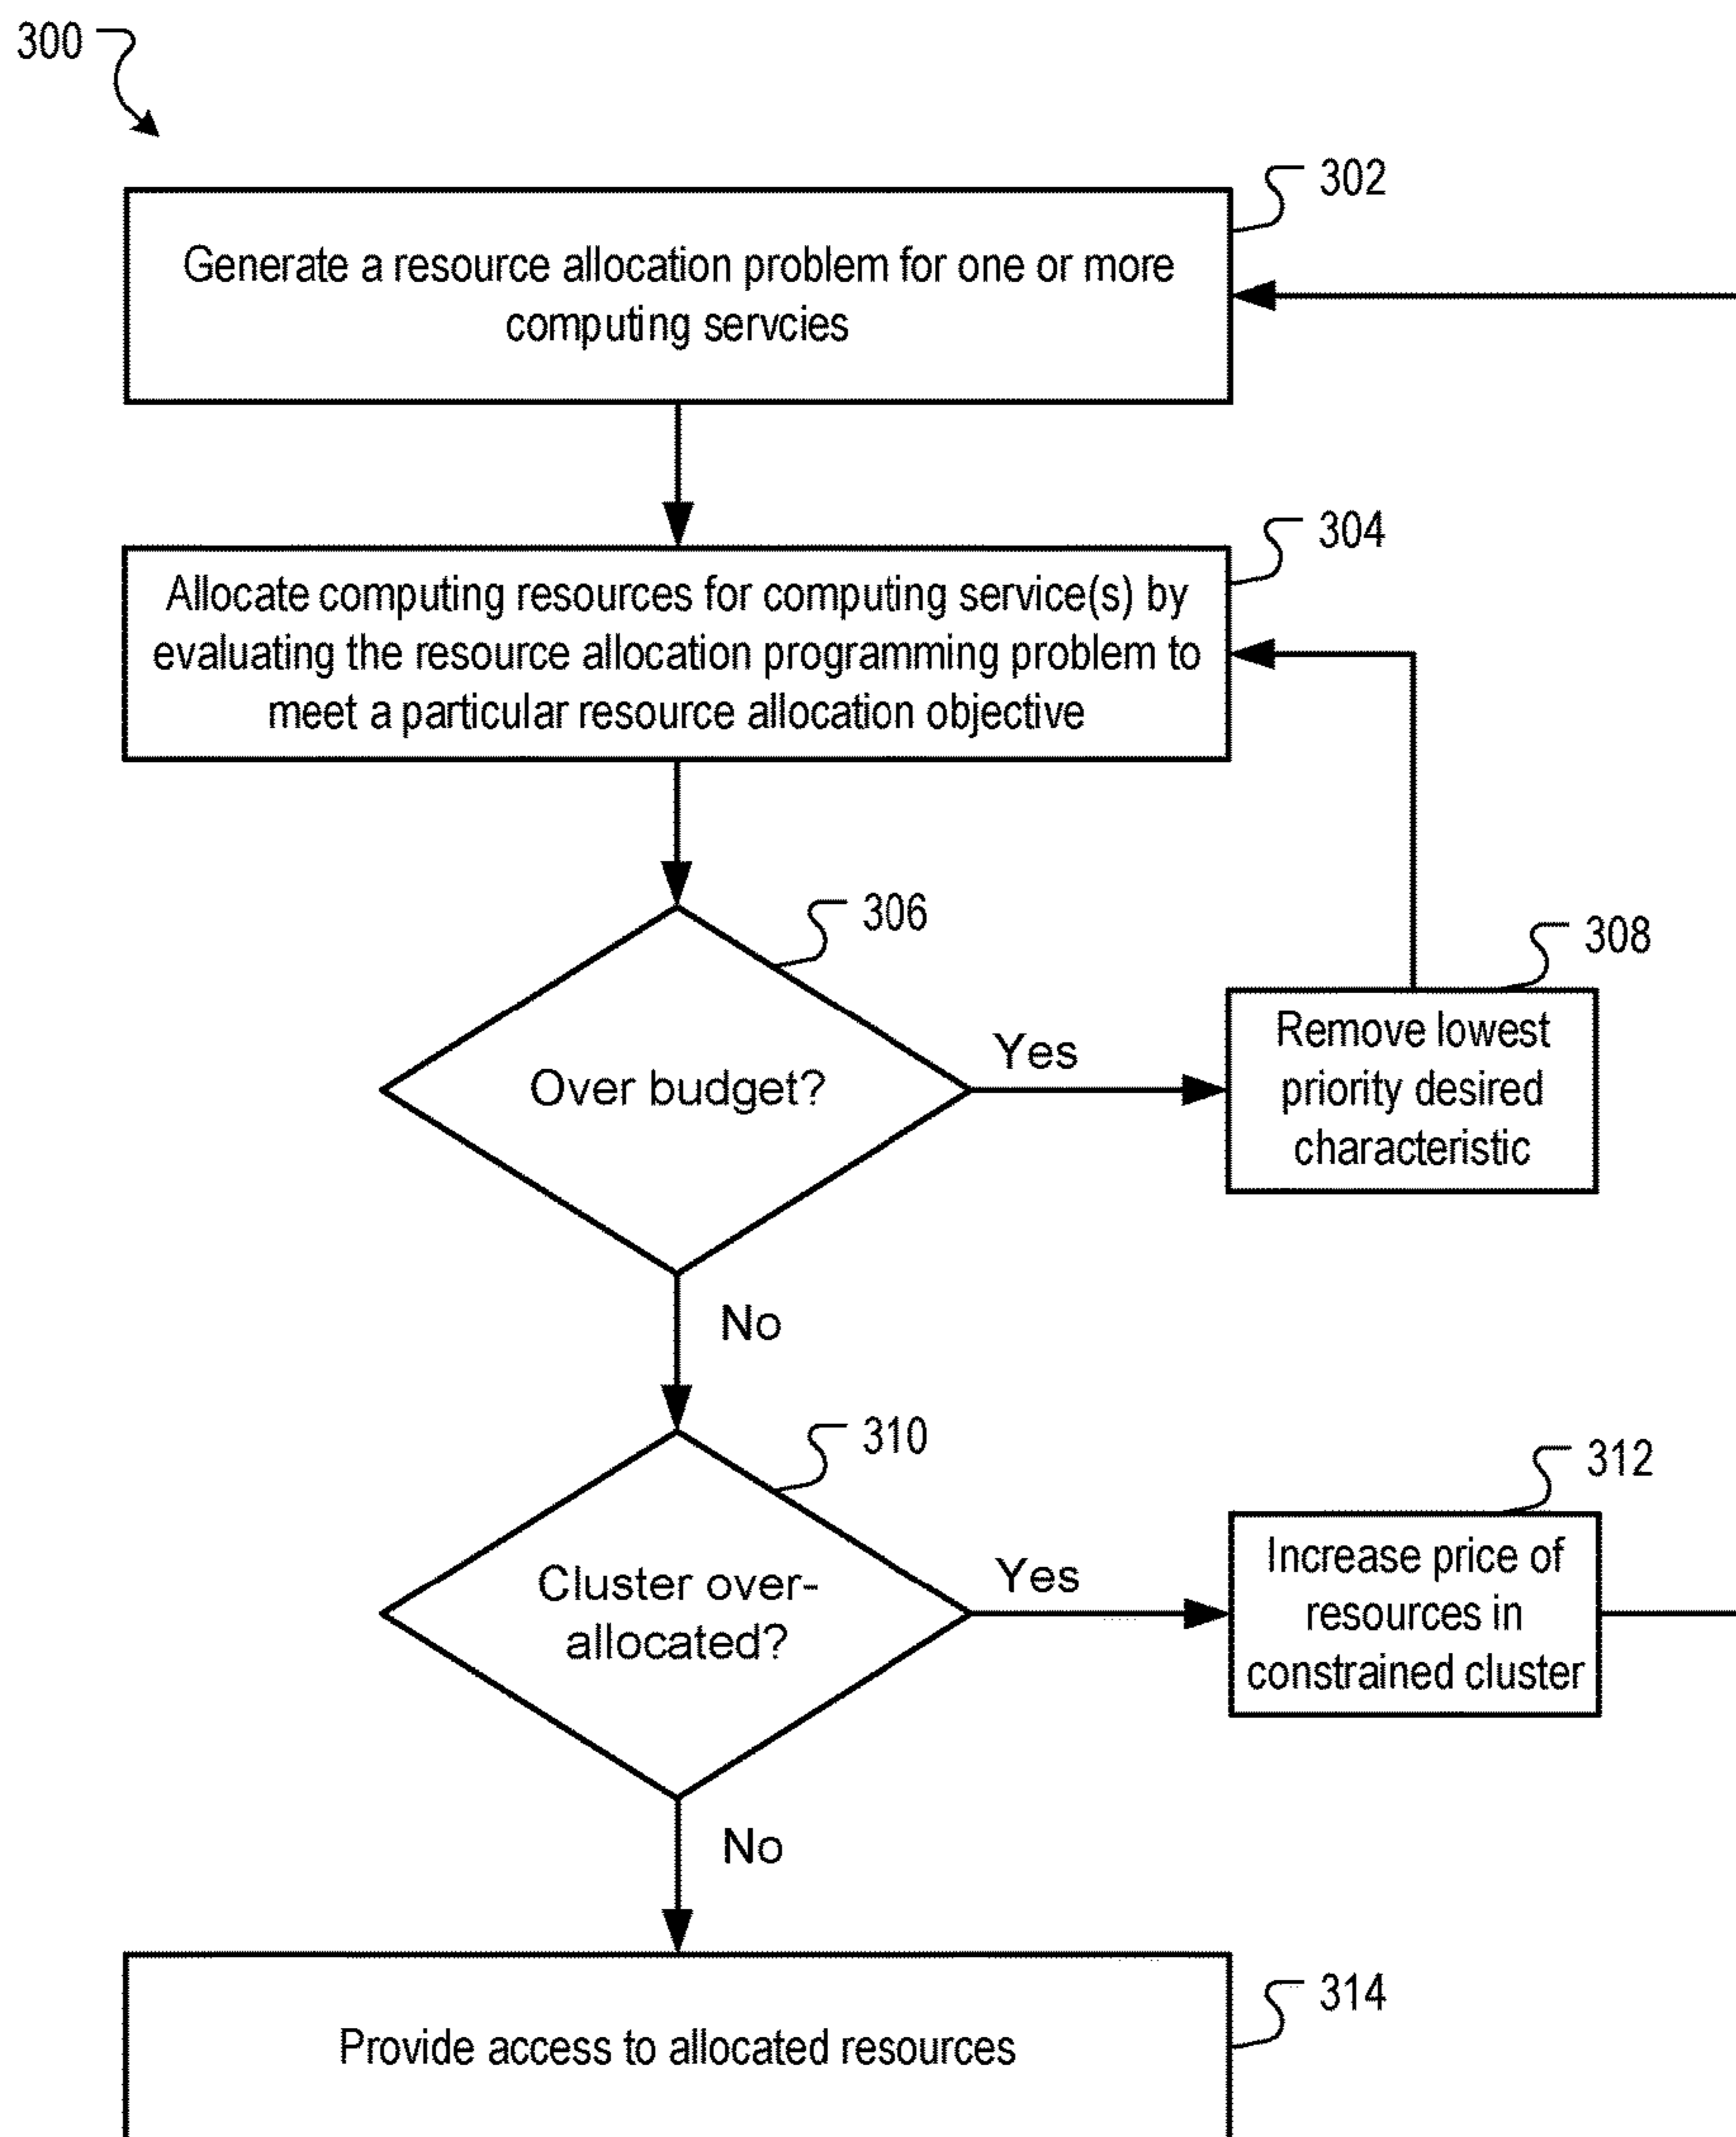 300
302
Generate a resource allocation problem for one or more
computing servcies
304
Allocate computing resources for computing service(s) by
evaluating the resource allocation programming problem to
meet a particular resource allocation objective
306
Over budget?
Yes
308
Remove lowest
priority desired
characteristic
No
310
Cluster over-
allocated?
Yes
312
Increase price of
resources in
constrained cluster
No
314
Provide access to allocated resources